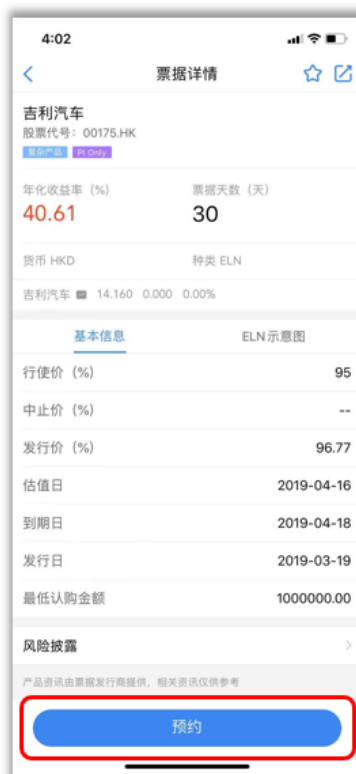 4:02
票据详情
吉利汽车
股票代号：00175.HK
复杂产品 PI Only
年化收益率（%） 票据天数（天）
40.61 30
货币 HKD 种类 ELN
吉利汽车 14.160 0.000 0.00%
基本信息 ELN示意图
行使价（%） 95
中止价（%） --
发行价（%） 96.77
估值日 2019-04-16
到期日 2019-04-18
发行日 2019-03-19
最低认购金额 1000000.00
风险披露
产品资讯由票据发行商提供，相关资讯仅供参考
预约